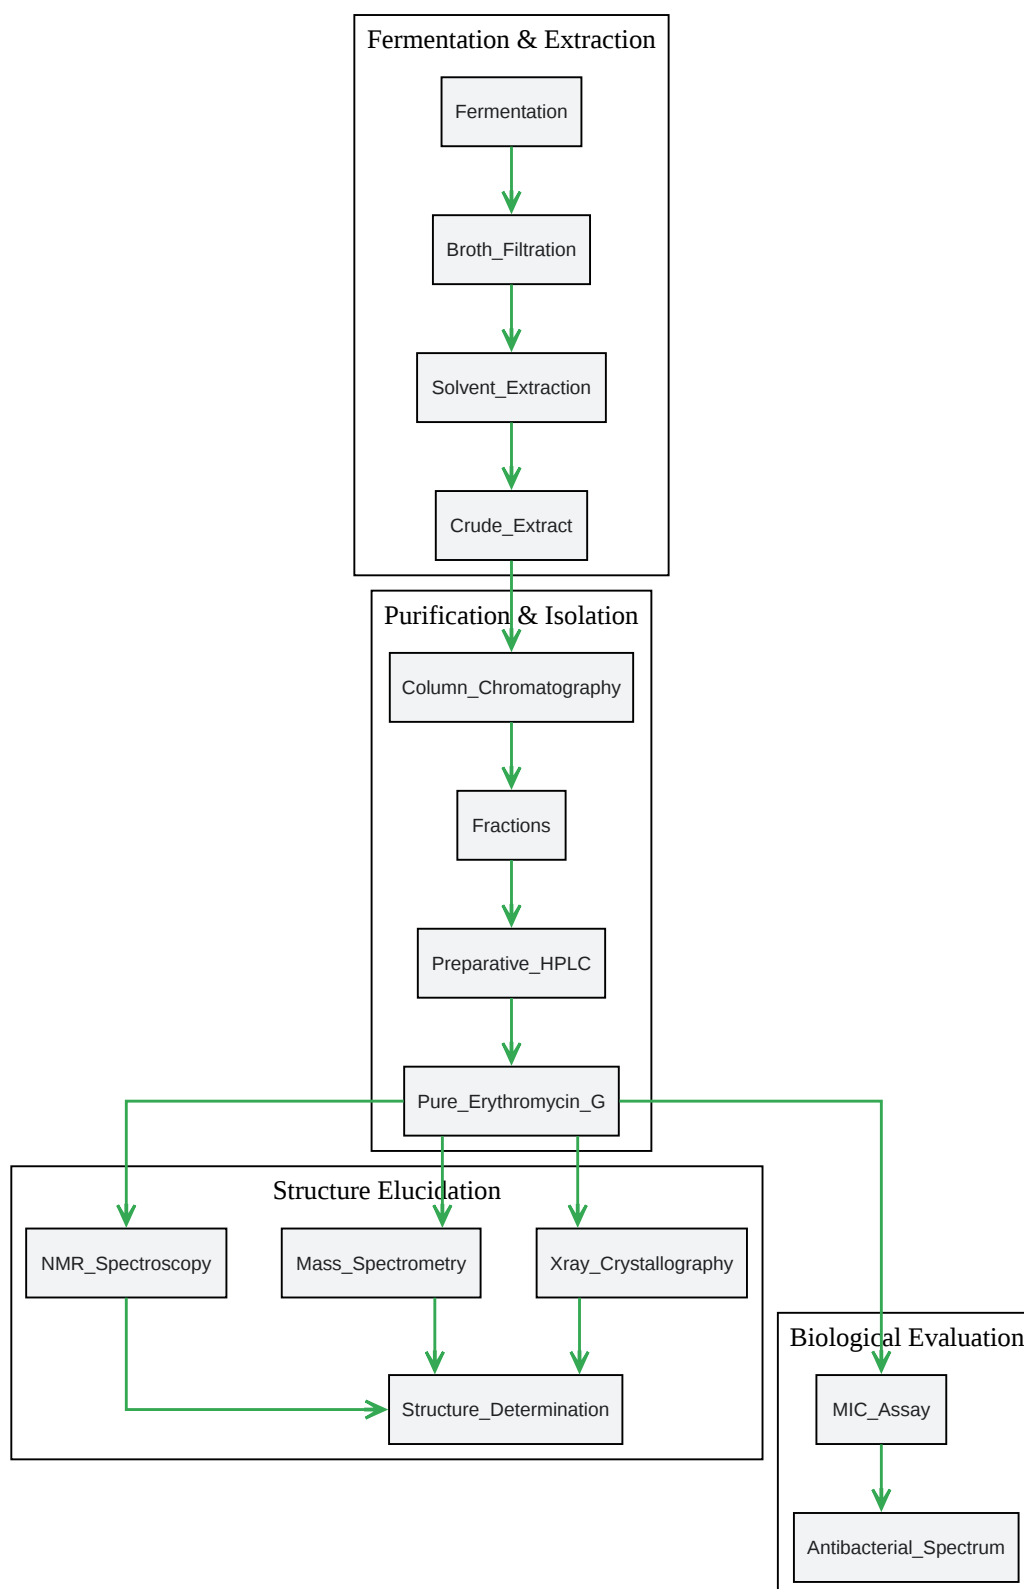 Fermentation & Extraction
Fermentation
Broth_Filtration
Solvent_Extraction
Crude_Extract
Purification & Isolation
Column_Chromatography
Fractions
Preparative_HPLC
Pure_Erythromycin_G
Structure Elucidation
NMR_Spectroscopy
Mass_Spectrometry
Xray_Crystallography
Structure_Determination
Biological Evaluation
MIC_Assay
Antibacterial_Spectrum